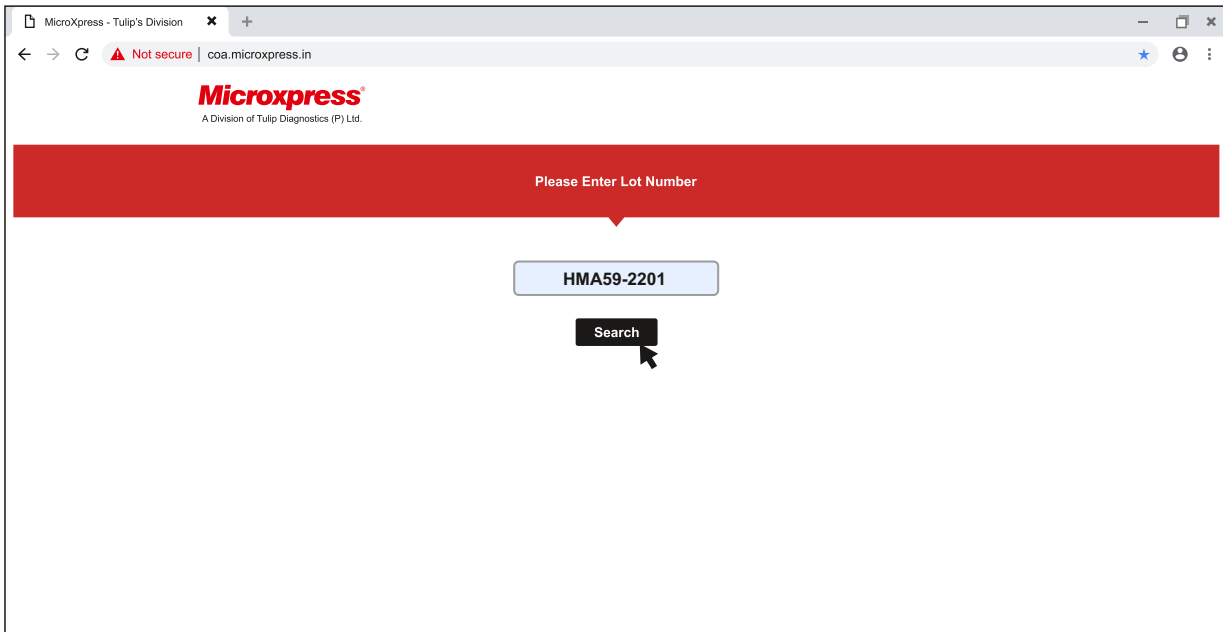 MicroXpress - Tulip's Division
Not secure | coa.microxpress.in
Microxpress®
A Division of Tulip Diagnostics (P) Ltd.
Please Enter Lot Number
HMA59-2201
Search